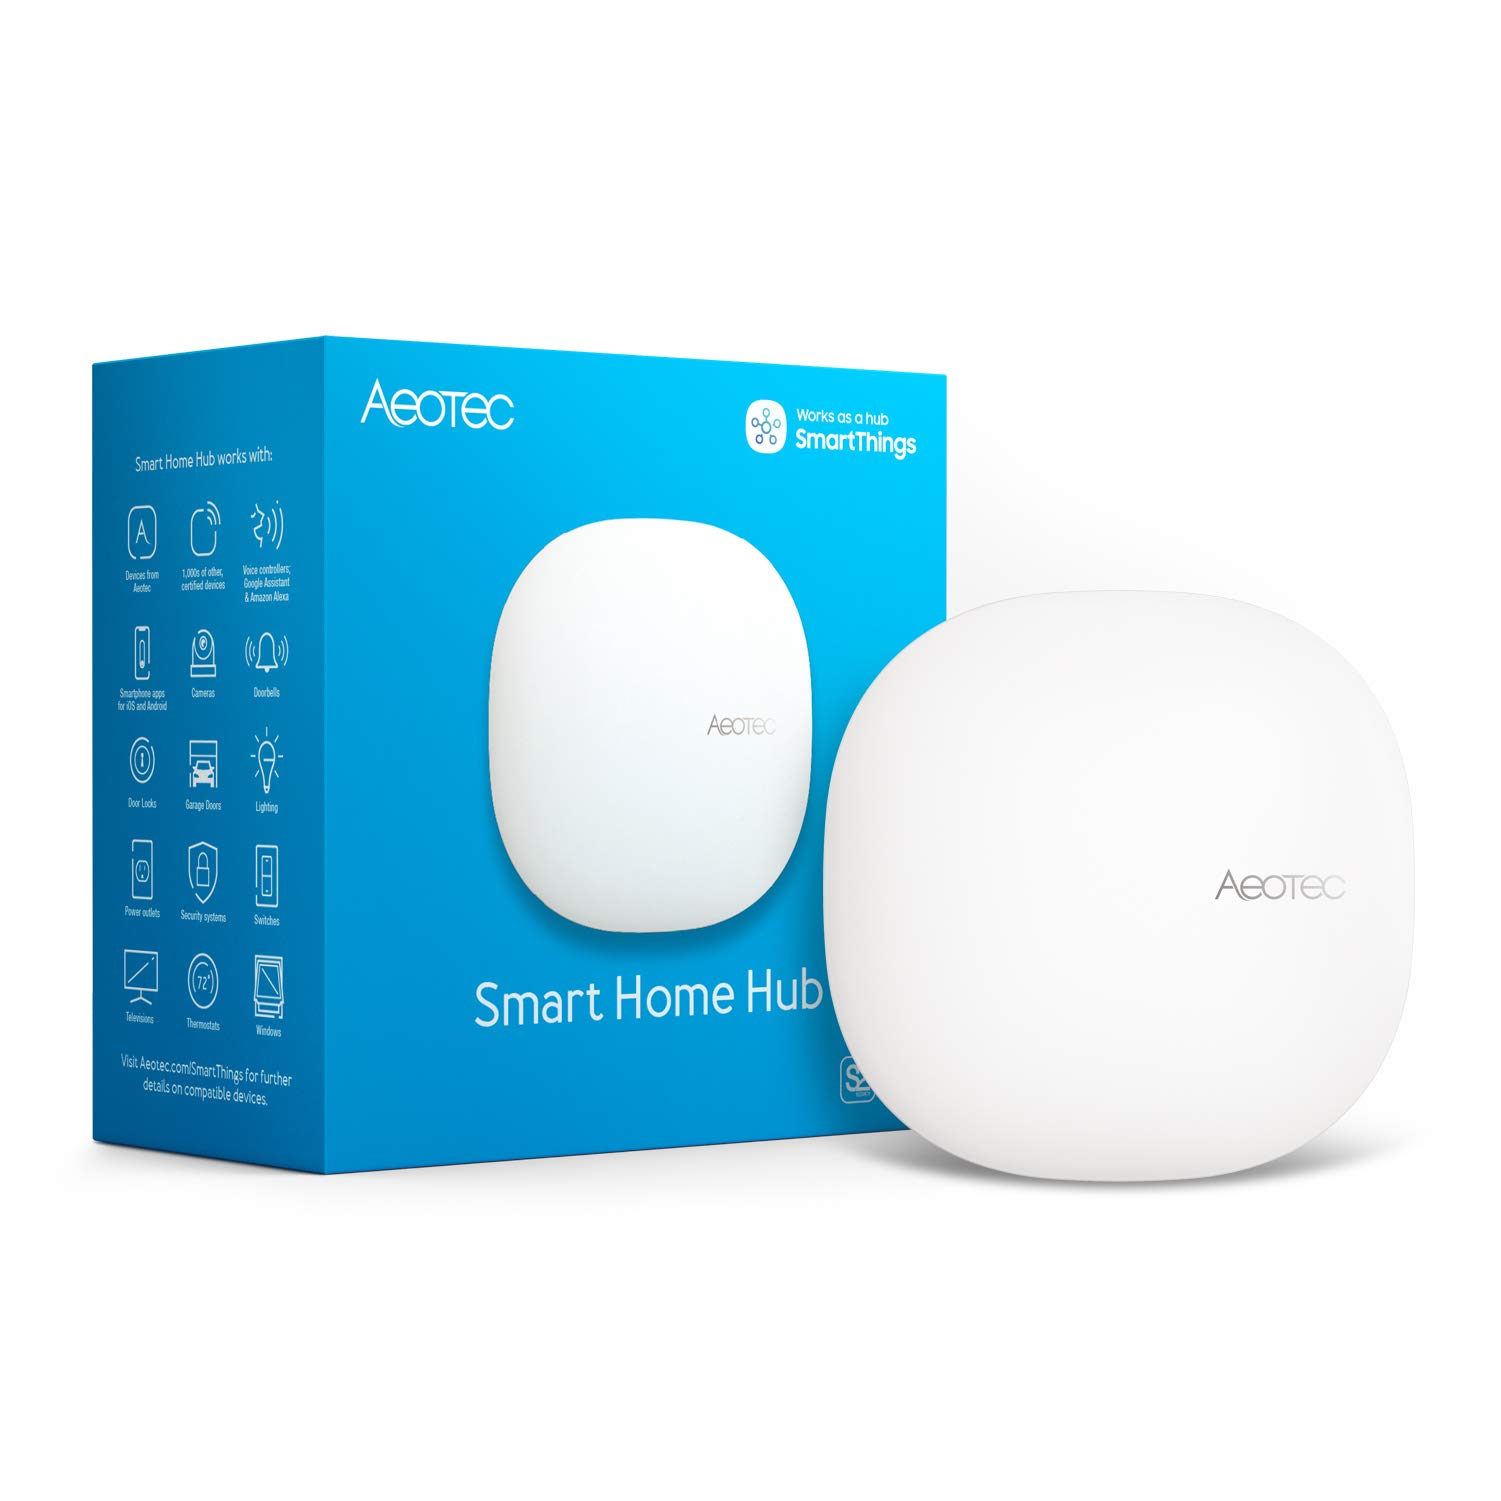 AEOTEC
Works as a hub
SmartThings
Smart Home Hub works with:
A
Devices from
Aeotec
1,000s of other,
certified devices
Voice controllers;
Google Assistant
& Amazon Alexa
Smartphone apps
for iOS and Android
Cameras
Doorbells
Door Locks
Garage Doors
Lighting
Power outlets
Security systems
Switches
72°
Televisions
Thermostats
Windows
Visit Aeotec.com/SmartThings for further
details on compatible devices.
AEOTEC
Smart Home Hub
S2
AEOTEC